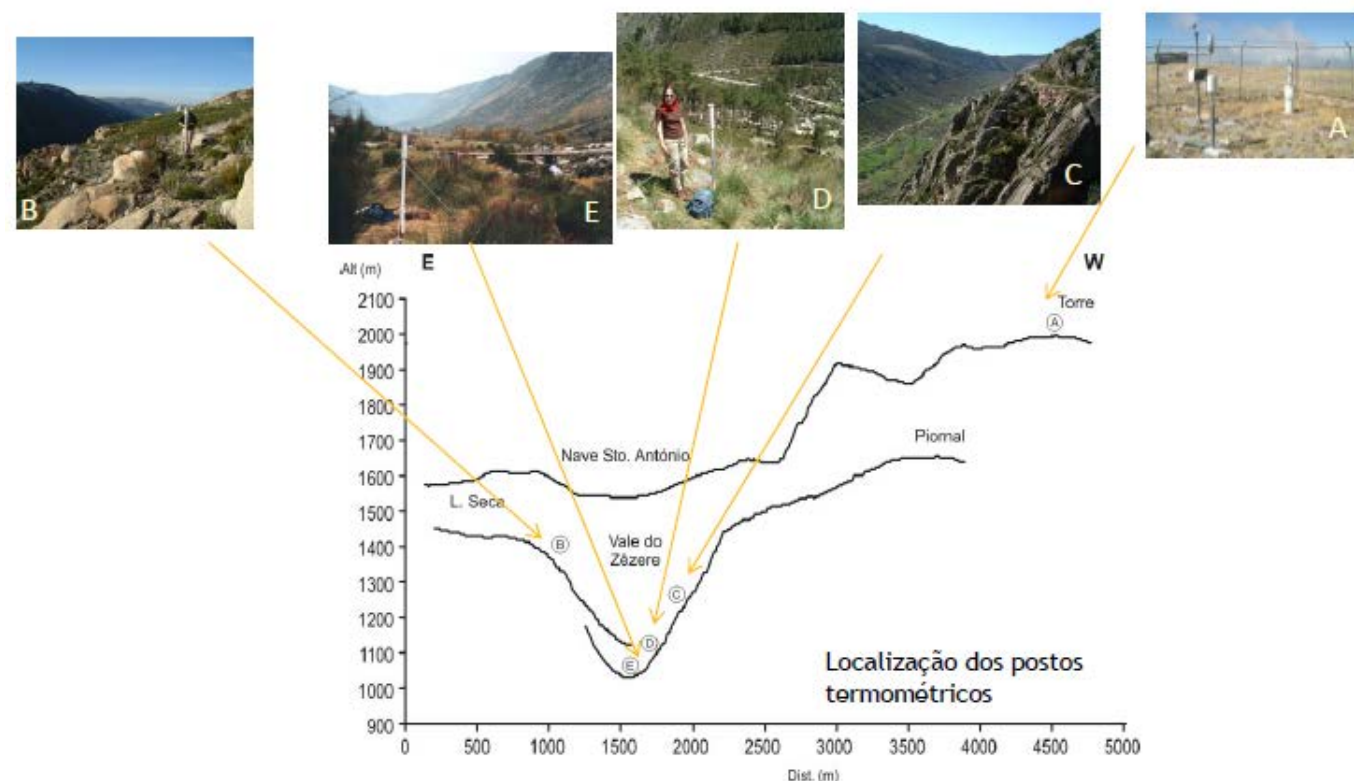 B
E
D
C
A
Alt (m)
E
W
2100
2000
1900
1800
1700
1600
1500
1400
1300
1200
1100
1000
900
Torre
A
Piornal
Nave Sto. António
L. Seca
B
Vale do
Zêzere
C
D
E
Localização dos postos
termométricos
0
500
1000
1500
2000
2500
3000
3500
4000
4500
5000
Dist. (m)